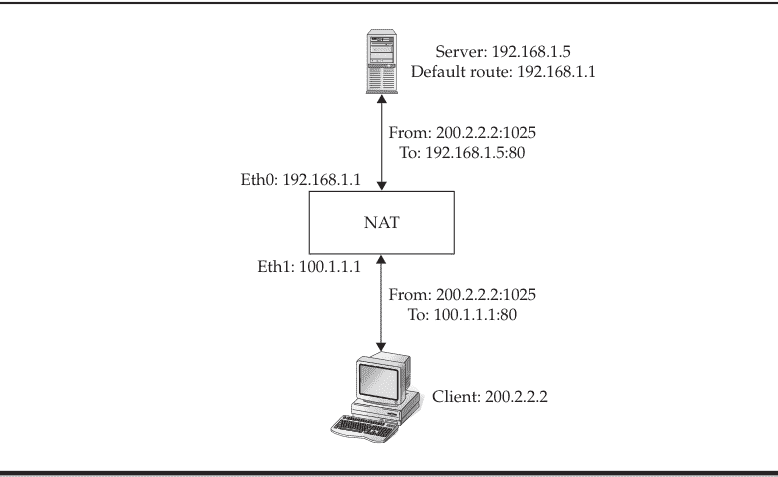 Server: 192.168.1.5
Default route: 192.168.1.1
From: 200.2.2.2:1025
To: 192.168.1.5:80
Eth0: 192.168.1.1
NAT
Eth1: 100.1.1.1
From: 200.2.2.2:1025
To: 100.1.1.1:80
Client: 200.2.2.2